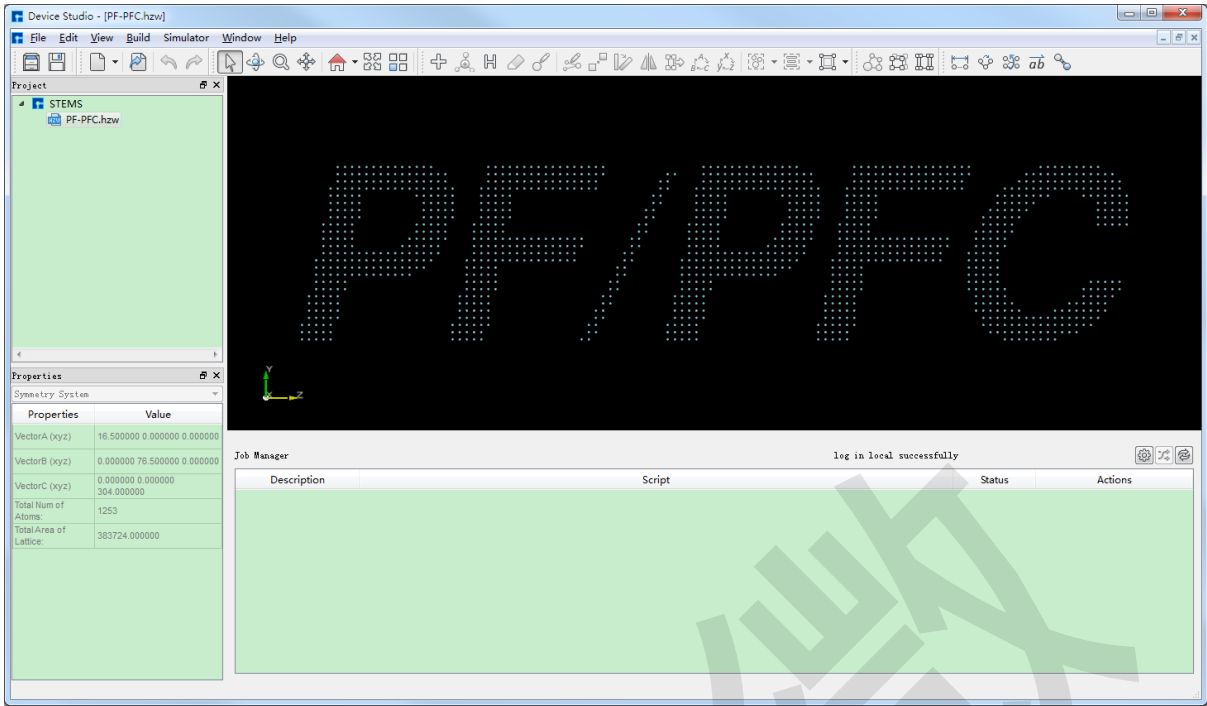 Device Studio - [PF-PFC.hzw]
File Edit View Build Simulator Window Help
Project
STEMS
PF-PFC.hzw
PF/PFC
Y
Z
Properties
Symmetry System
Properties Value
VectorA (xyz) 16.500000 0.000000 0.000000
VectorB (xyz) 0.000000 76.500000 0.000000
VectorC (xyz) 0.000000 0.000000
304.000000
Total Num of
Atoms: 1253
Total Area of
Lattice: 383724.000000
Job Manager log in local successfully
Description Script Status Actions